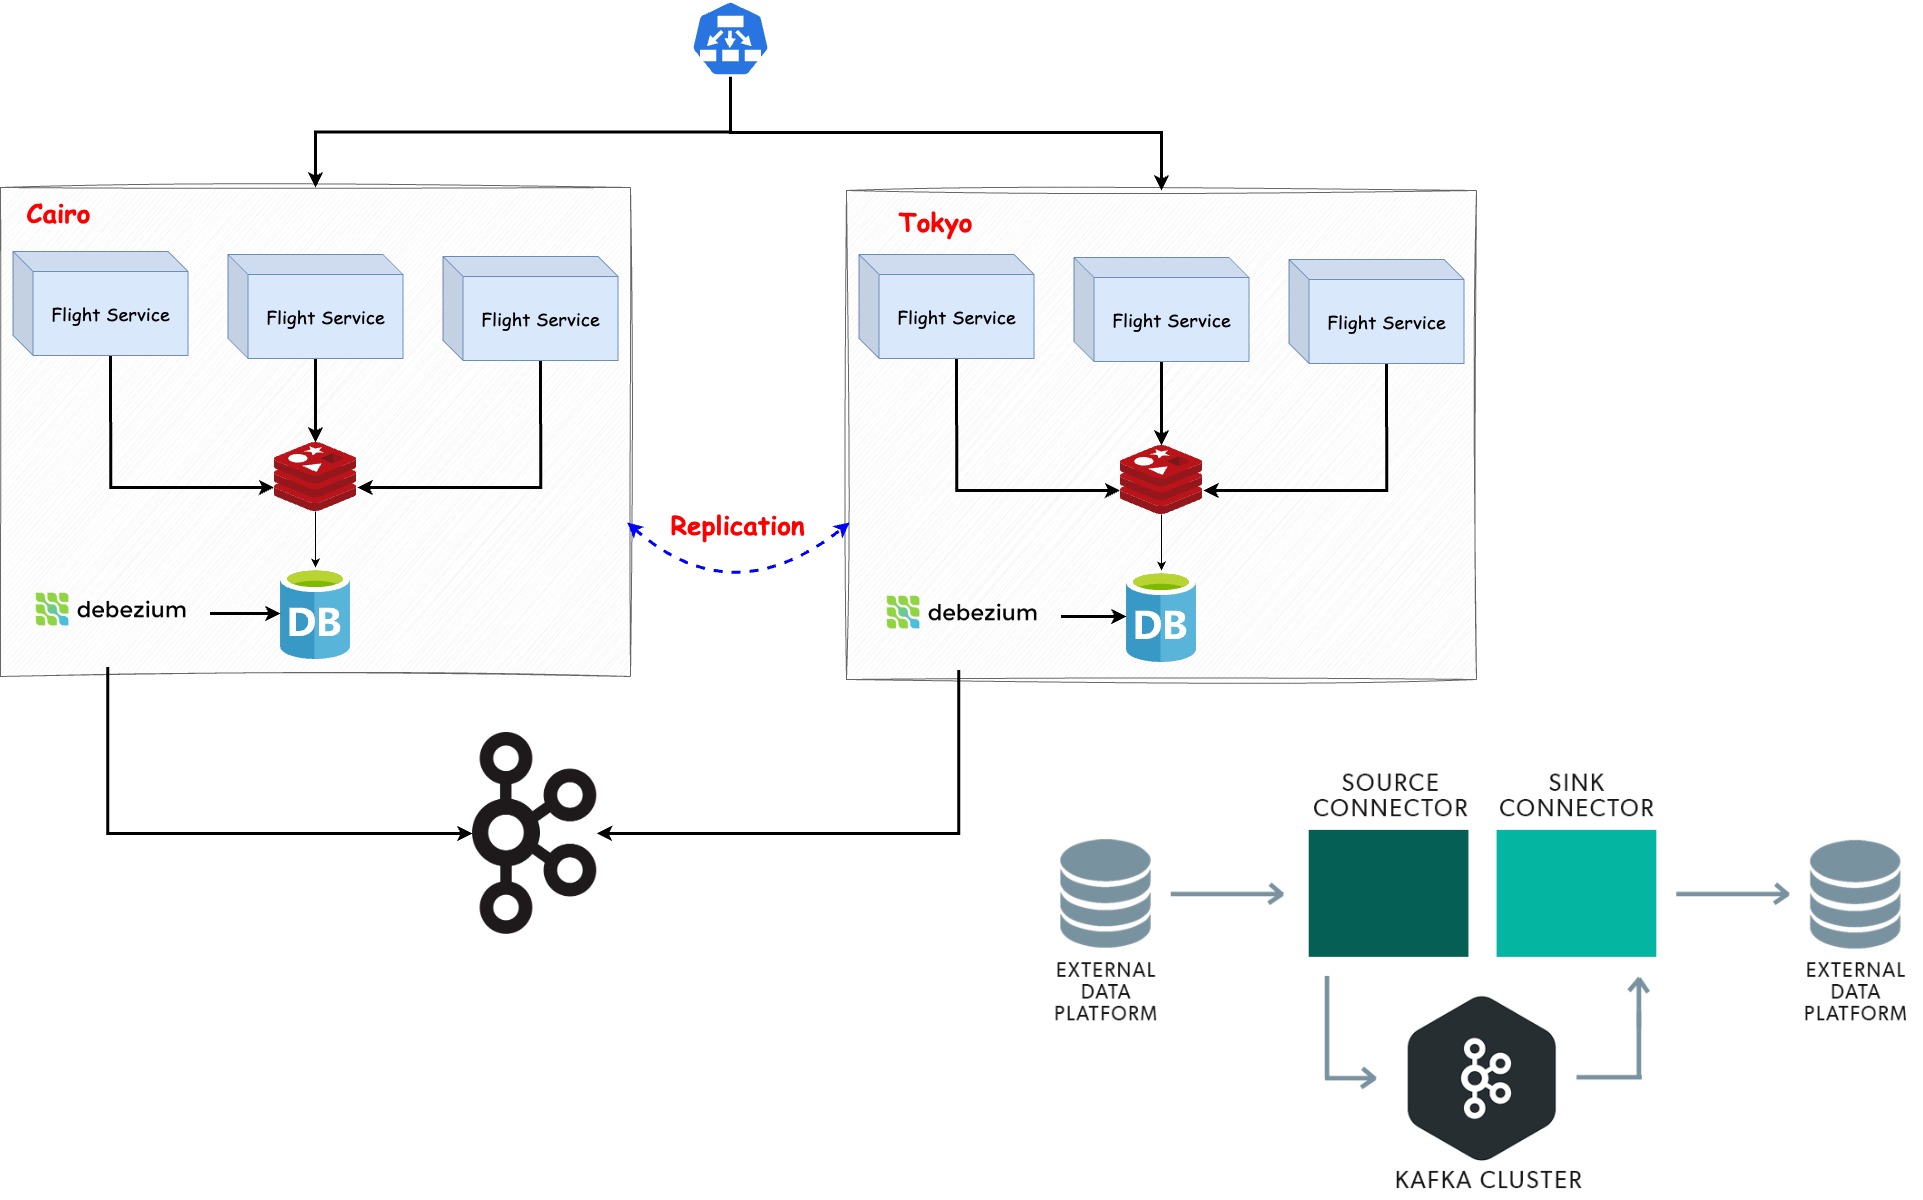 Cairo
Flight Service
Flight Service
Flight Service
debezium
DB
Replication
Tokyo
Flight Service
Flight Service
Flight Service
debezium
DB
SOURCE
CONNECTOR
SINK
CONNECTOR
EXTERNAL
DATA
PLATFORM
EXTERNAL
DATA
PLATFORM
KAFKA CLUSTER